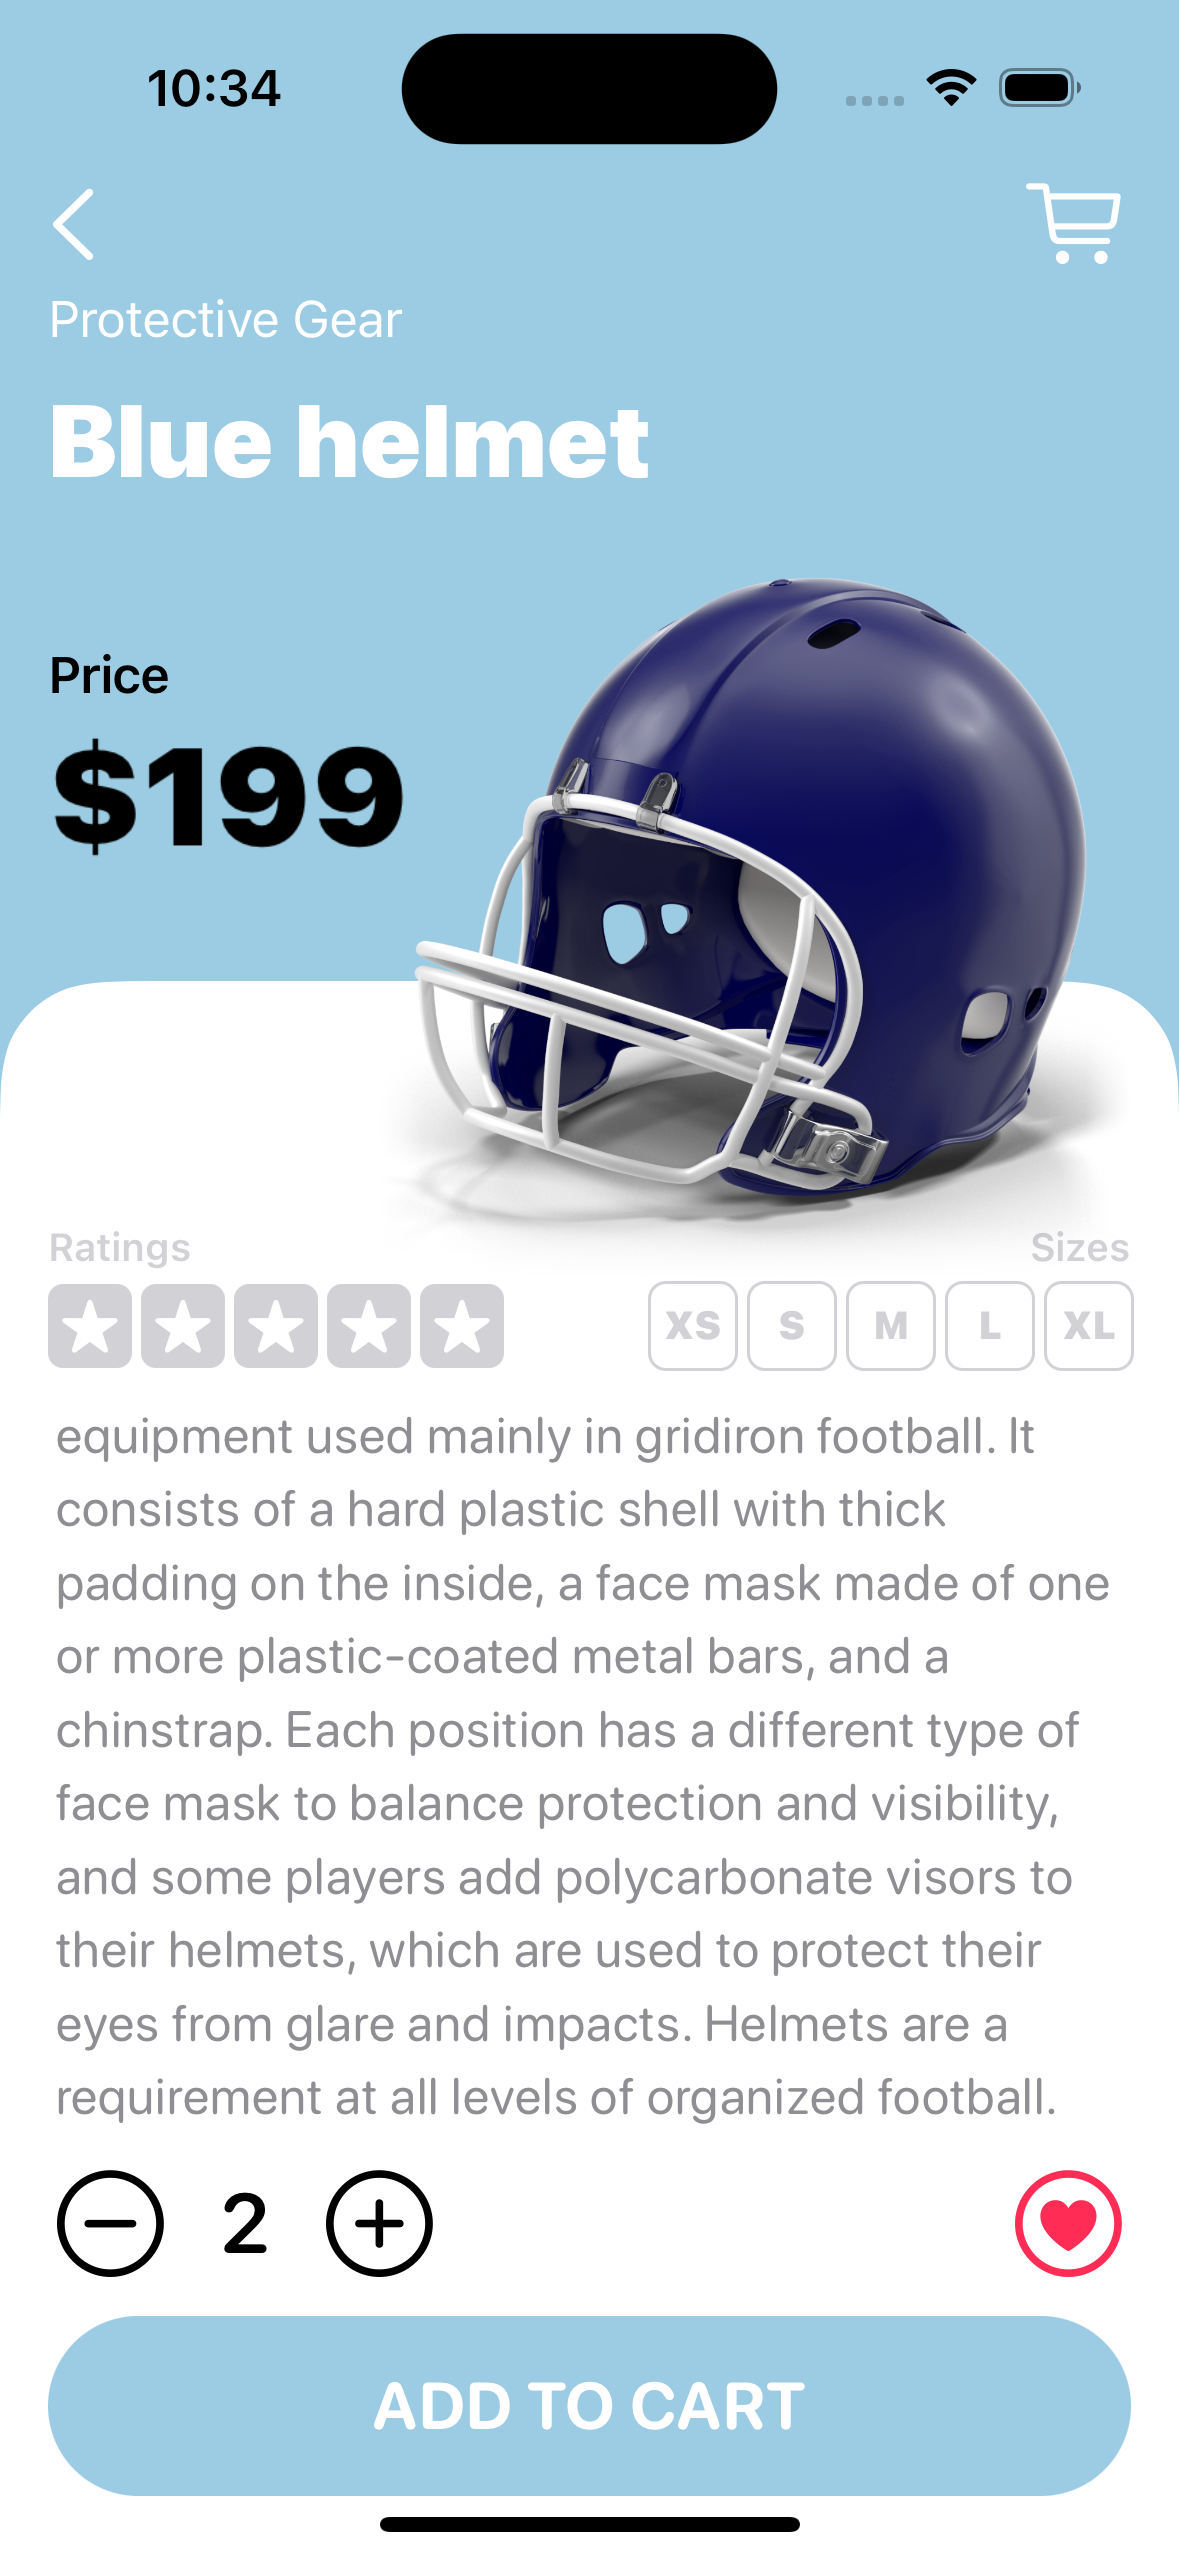 10:34
Protective Gear
Blue helmet
Price
$199
Ratings
Sizes
XS S M L XL
equipment used mainly in gridiron football. It
consists of a hard plastic shell with thick
padding on the inside, a face mask made of one
or more plastic-coated metal bars, and a
chinstrap. Each position has a different type of
face mask to balance protection and visibility,
and some players add polycarbonate visors to
their helmets, which are used to protect their
eyes from glare and impacts. Helmets are a
requirement at all levels of organized football.
2
ADD TO CART